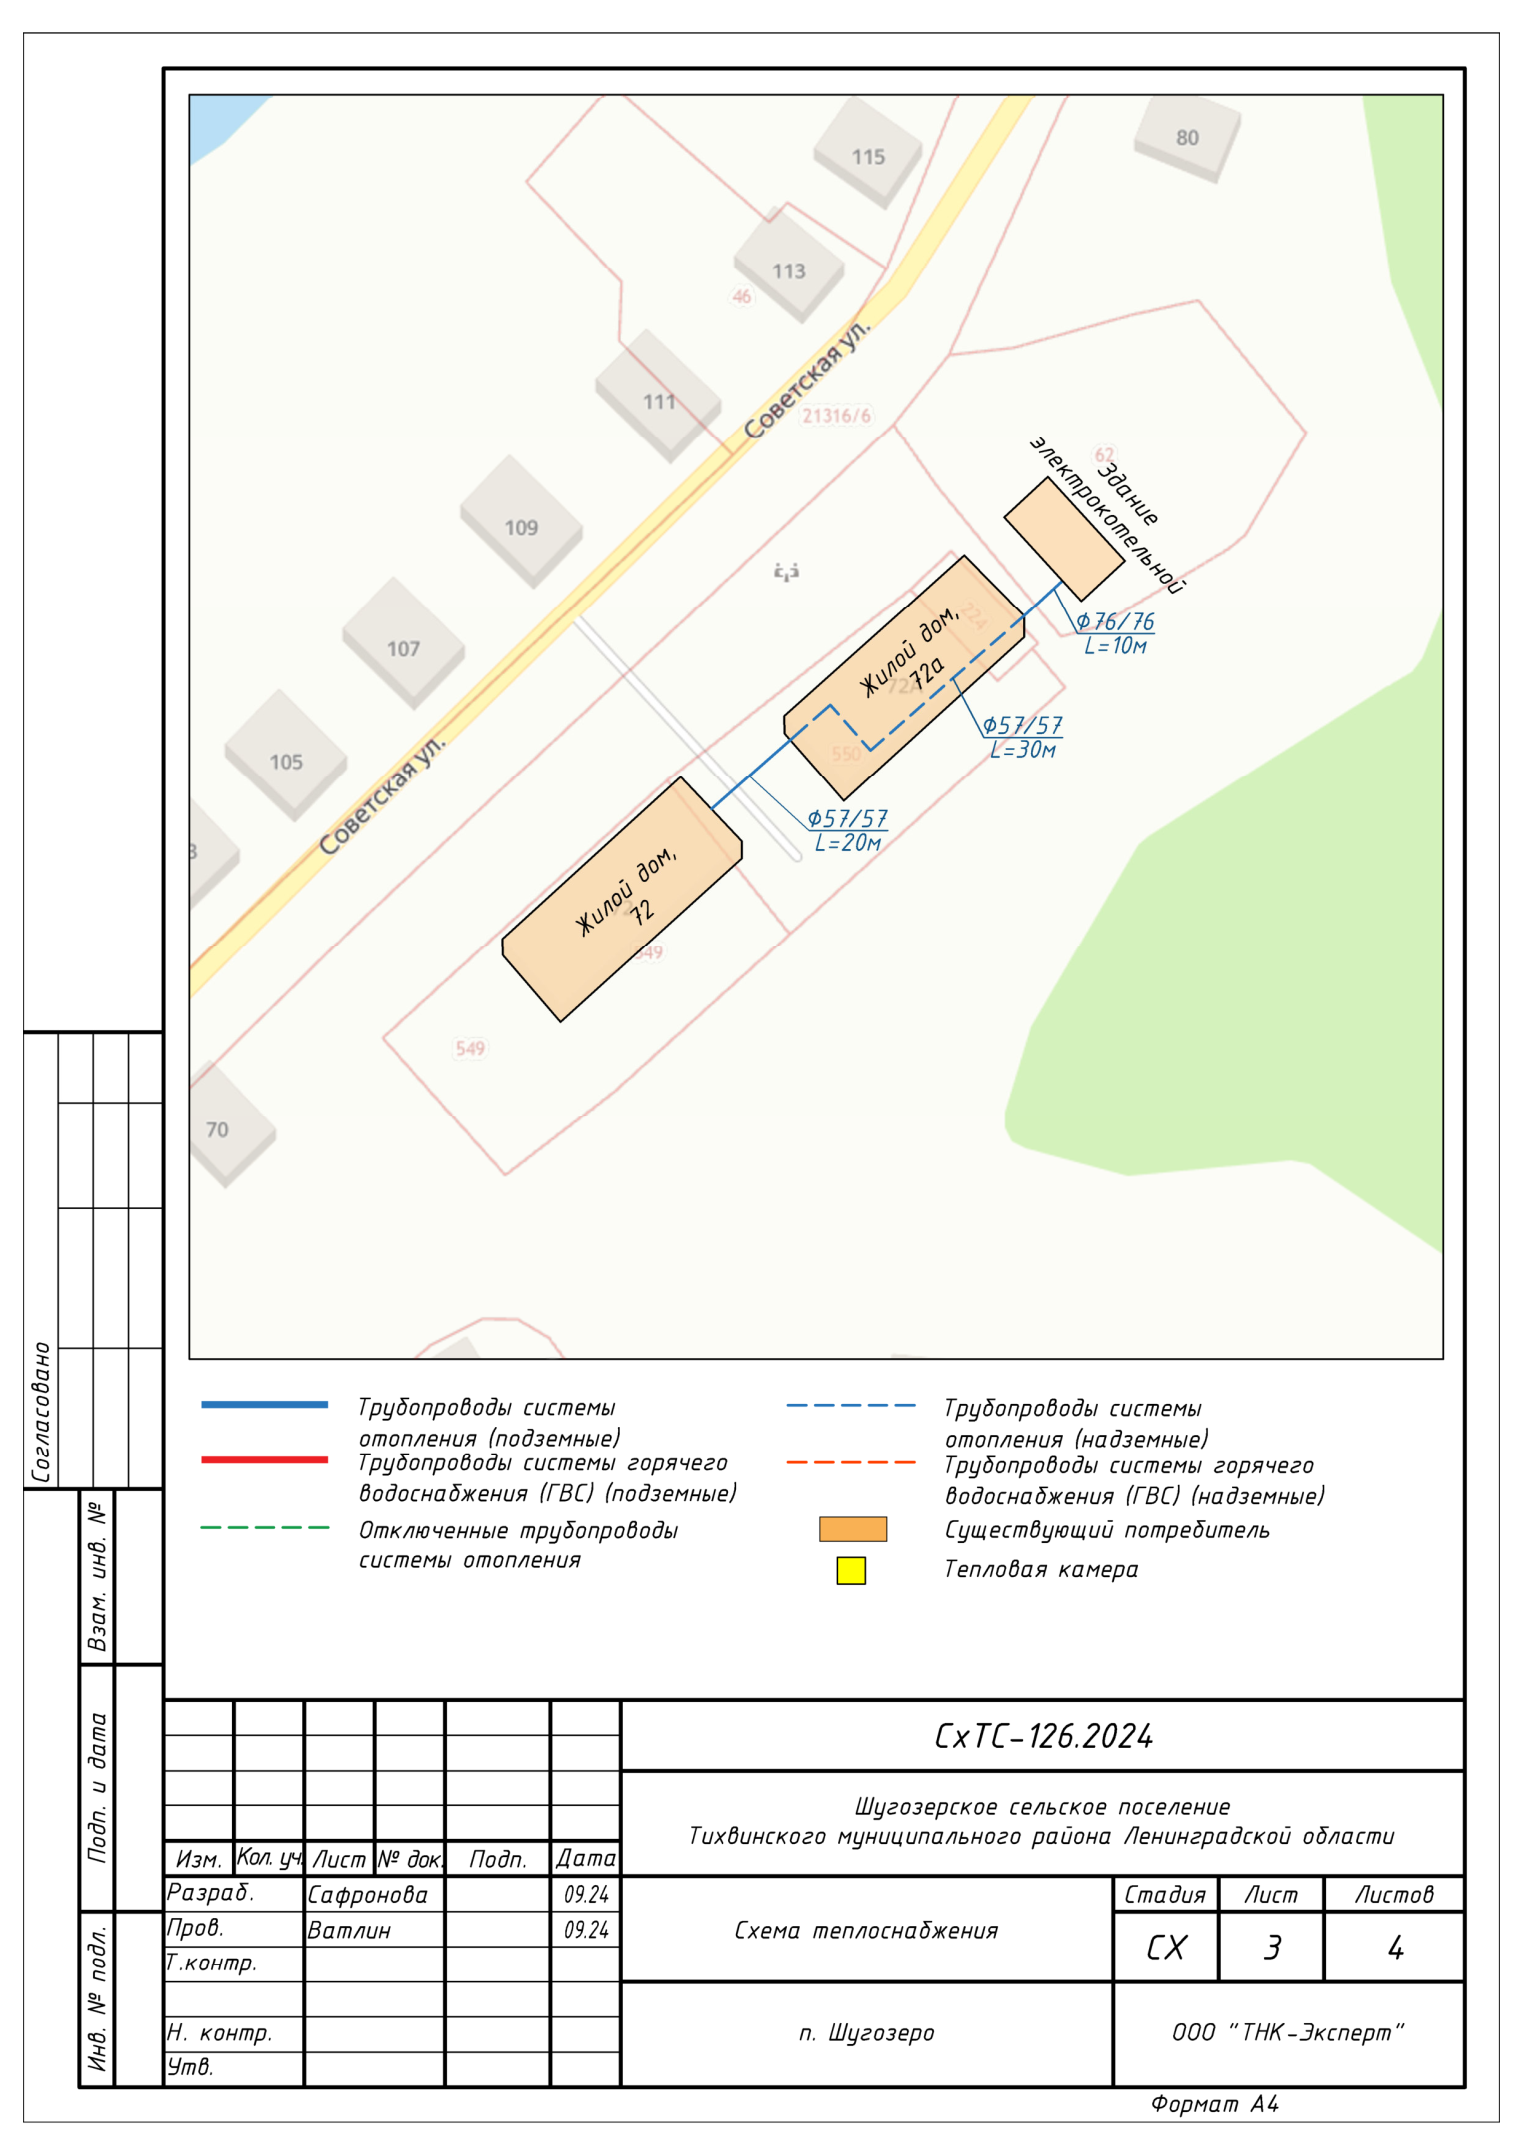 115
80
113
46
111
Советская ул.
21316/6
62
Здание
электрокотельной
109
107
105
Советская ул.
224
Жилой дом,
72а
72А
550
Ф76/76
L=10м
Ф57/57
L=30м
Ф57/57
L=20м
Жилой дом,
72
549
549
70
Трубопроводы системы
отопления (подземные)
Трубопроводы системы горячего
водоснабжения (ГВС) (подземные)
Отключенные трубопроводы
системы отопления
Трубопроводы системы
отопления (надземные)
Трубопроводы системы горячего
водоснабжения (ГВС) (надземные)
Существующий потребитель
Тепловая камера
Согласовано
Взам. инв. №
Подп. и дата
Инв. № подл.
СхТС-126.2024
Шугозерское сельское поселение
Тихвинского муниципального района Ленинградской области
Изм. Кол. уч. Лист № док. Подп. Дата
Разраб. Сафронова 09.24
Пров. Ватлин 09.24
Т.контр.
Н. контр.
Утв.
Схема теплоснабжения
Стадия Лист Листов
СХ 3 4
п. Шугозеро
ООО "ТНК-Эксперт"
Формат А4